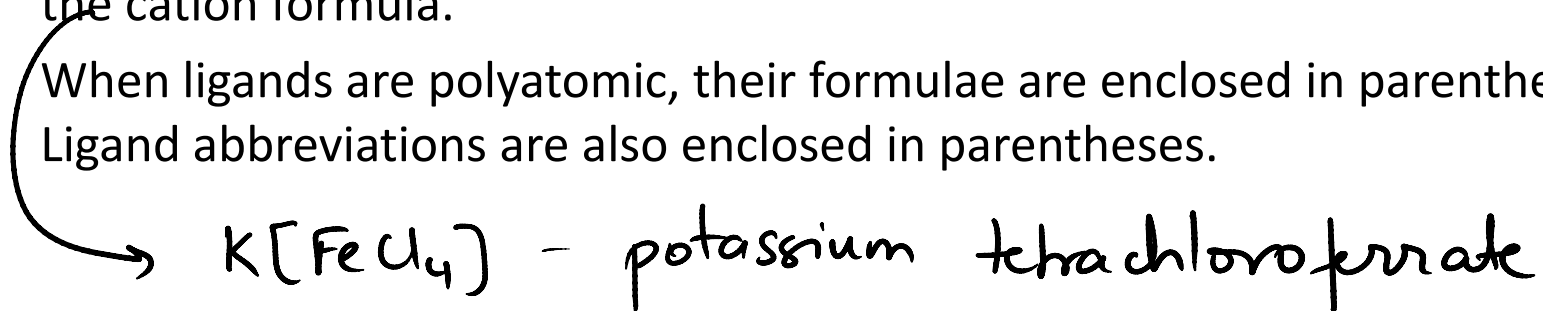 the cation formula.
When ligands are polyatomic, their formulae are enclosed in parenthe
Ligand abbreviations are also enclosed in parentheses.
K[FeCl₄] - potassium tetrachloroferrate